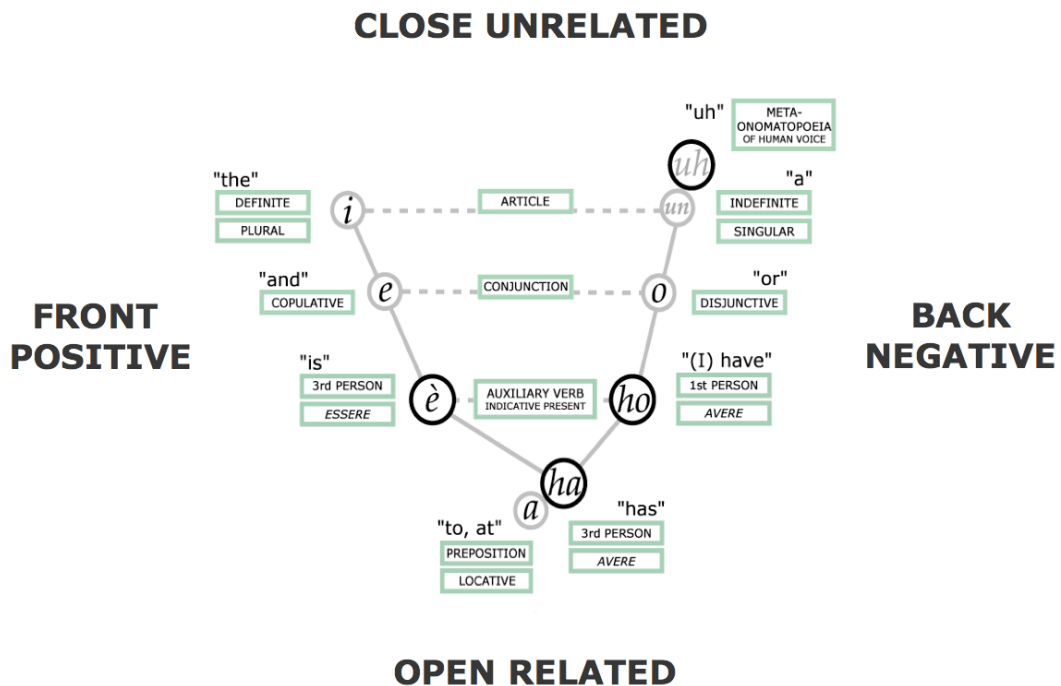 CLOSE UNRELATED
"uh"
META-
ONOMATOPOEIA
OF HUMAN VOICE
uh
"the"
DEFINITE
PLURAL
i
ARTICLE
un
"a"
INDEFINITE
SINGULAR
"and"
COPULATIVE
e
CONJUNCTION
o
"or"
DISJUNCTIVE
FRONT
POSITIVE
BACK
NEGATIVE
"is"
3rd PERSON
ESSERE
è
AUXILIARY VERB
INDICATIVE PRESENT
ho
"(I) have"
1st PERSON
AVERE
ha
a
"to, at"
PREPOSITION
LOCATIVE
"has"
3rd PERSON
AVERE
OPEN RELATED